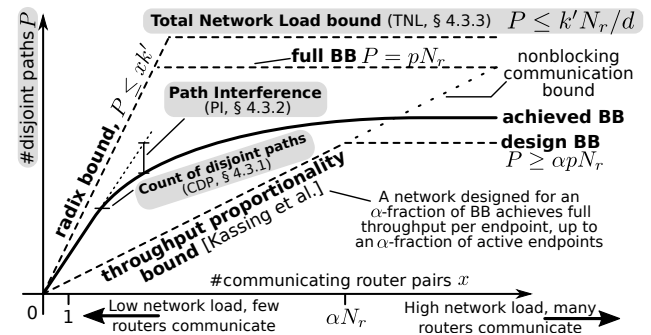 #disjoint paths P
Total Network Load bound (TNL, § 4.3.3) P ≤ k′N_r/d
full BB P = pN_r
nonblocking
communication
bound
radix bound, P ≤ xk′
Path Interference
(PI, § 4.3.2)
achieved BB
design BB
P ≥ αpN_r
Count of disjoint paths
(CDP, § 4.3.1)
throughput proportionality
bound [Kassing et al.]
A network designed for an
α-fraction of BB achieves full
throughput per endpoint, up to
an α-fraction of active endpoints
#communicating router pairs x
0
1
Low network load, few
routers communicate
αN_r
High network load, many
routers communicate